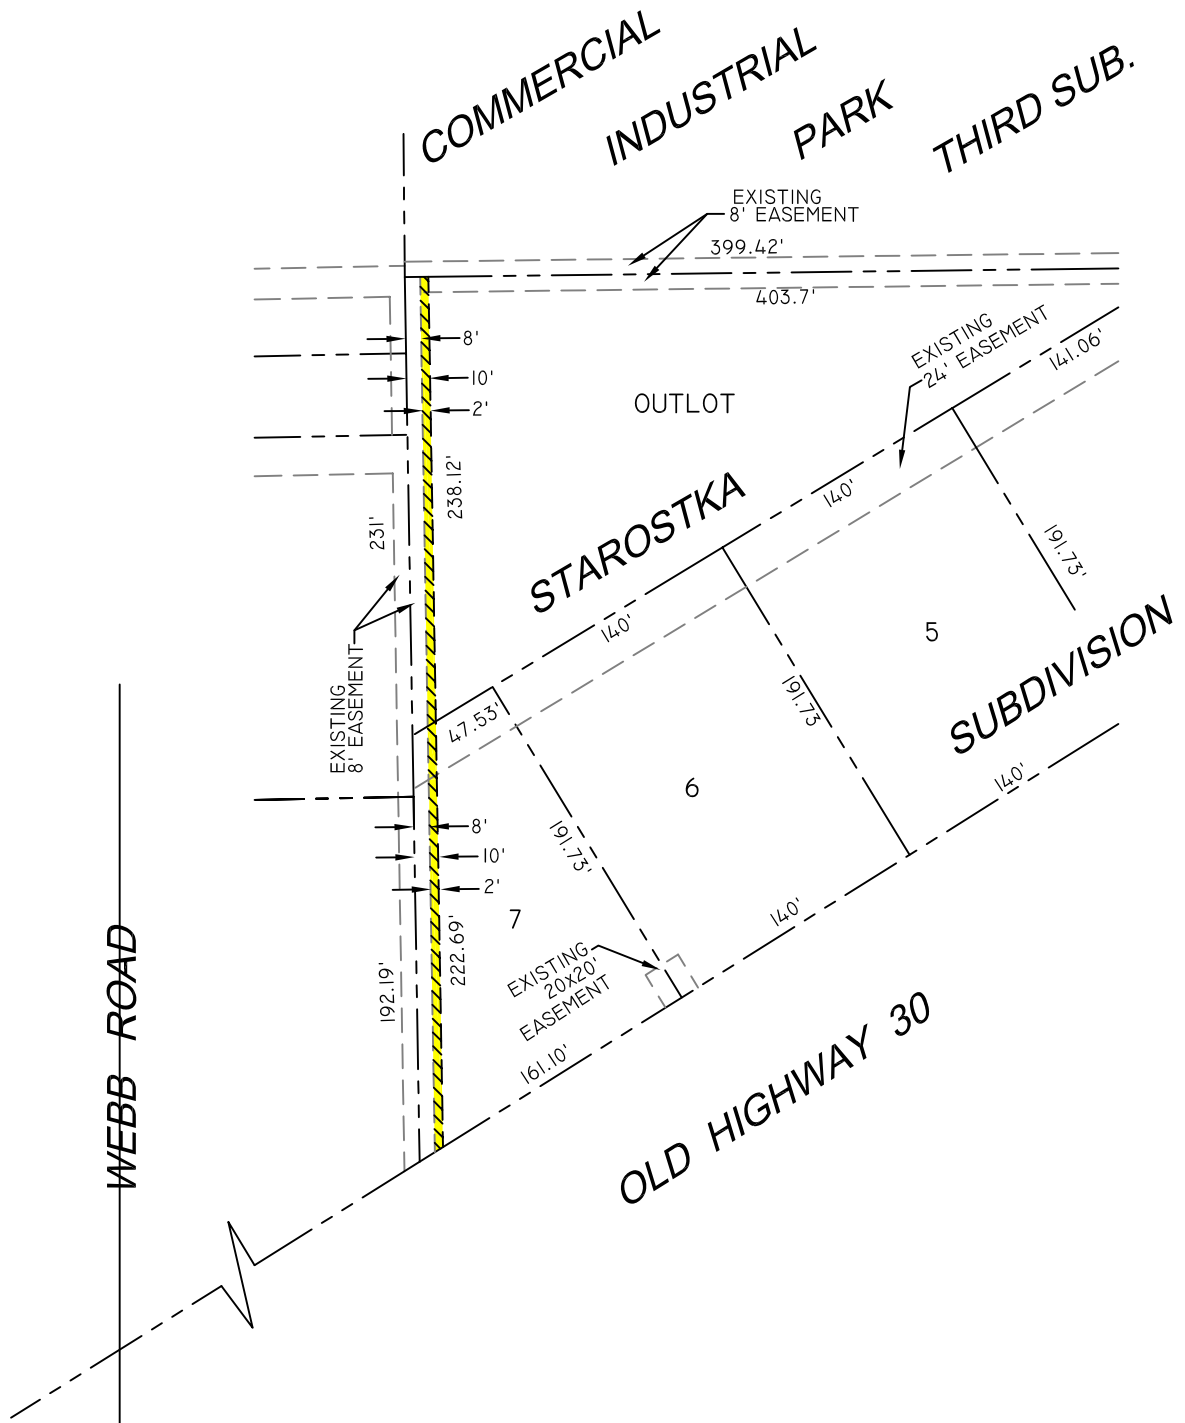 COMMERCIAL INDUSTRIAL PARK THIRD SUB.
EXISTING
8' EASEMENT
399.42'
403.7'
EXISTING
24' EASEMENT
141.06'
8'
10'
2'
OUTLOT
238.12'
231'
STAROSTKA
140'
140'
191.73'
EXISTING
8' EASEMENT
47.53'
191.73
5
SUBDIVISION
6
140'
8'
10'
2'
191.73'
7
222.69'
192.19'
EXISTING
20x20'
EASEMENT
140'
161.10'
WEBB ROAD
OLD HIGHWAY 30